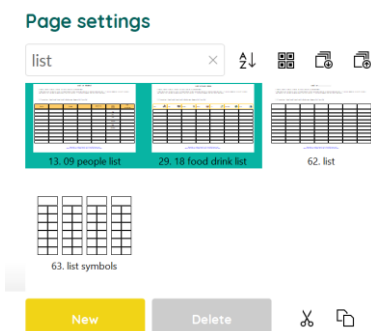 Page settings
list
13. 09 people list
29. 18 food drink list
62. list
63. list symbols
New
Delete